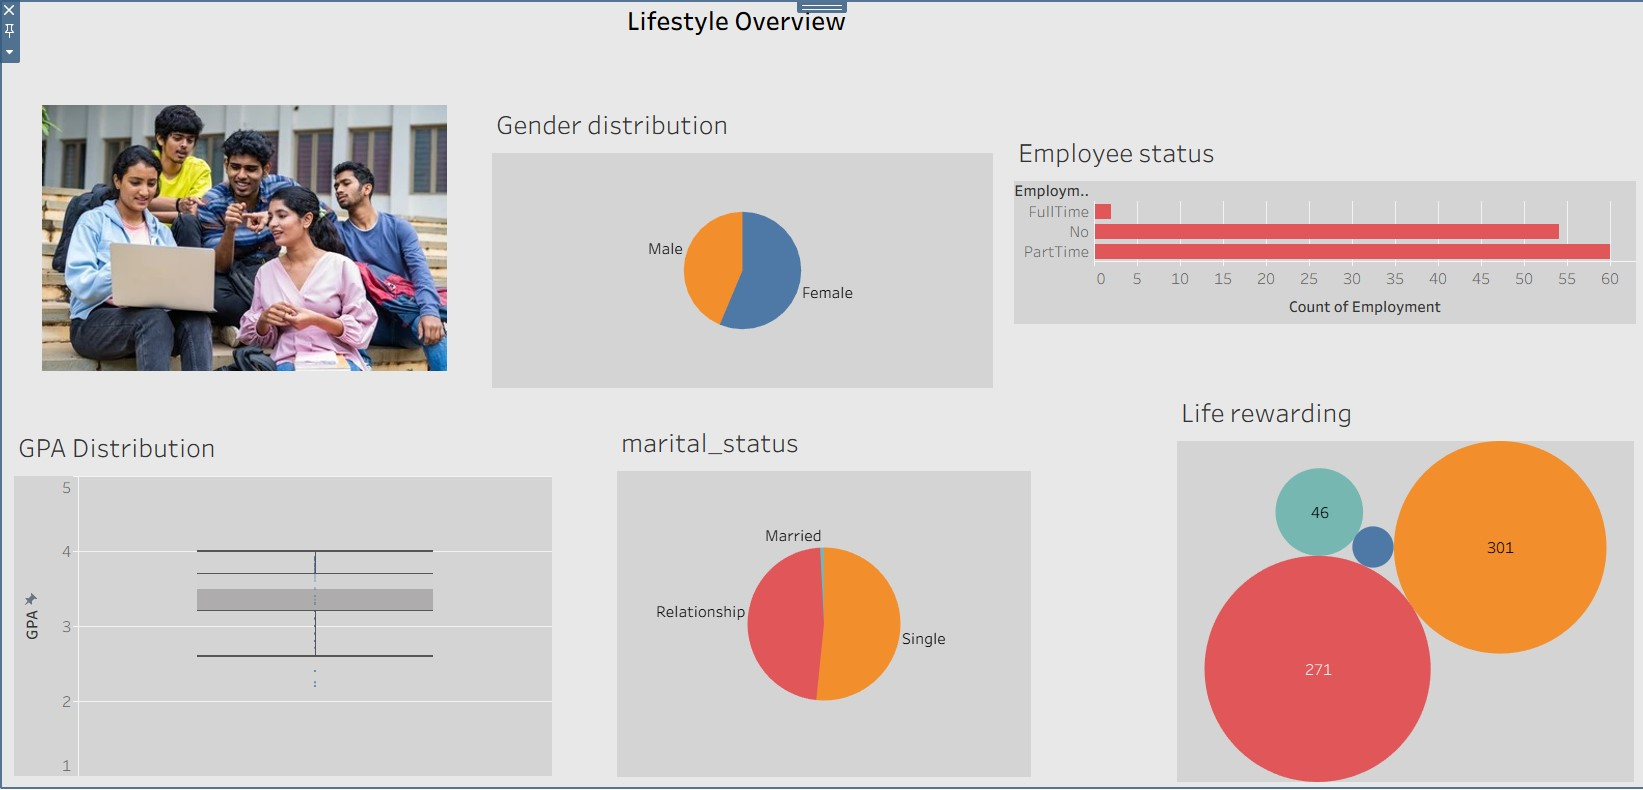 Lifestyle Overview
Gender distribution
Male
Female
Employee status
Employm..
FullTime
No
PartTime
0 5 10 15 20 25 30 35 40 45 50 55 60
Count of Employment
GPA Distribution
5
4
3
2
1
GPA
marital_status
Married
Relationship
Single
Life rewarding
46
301
271